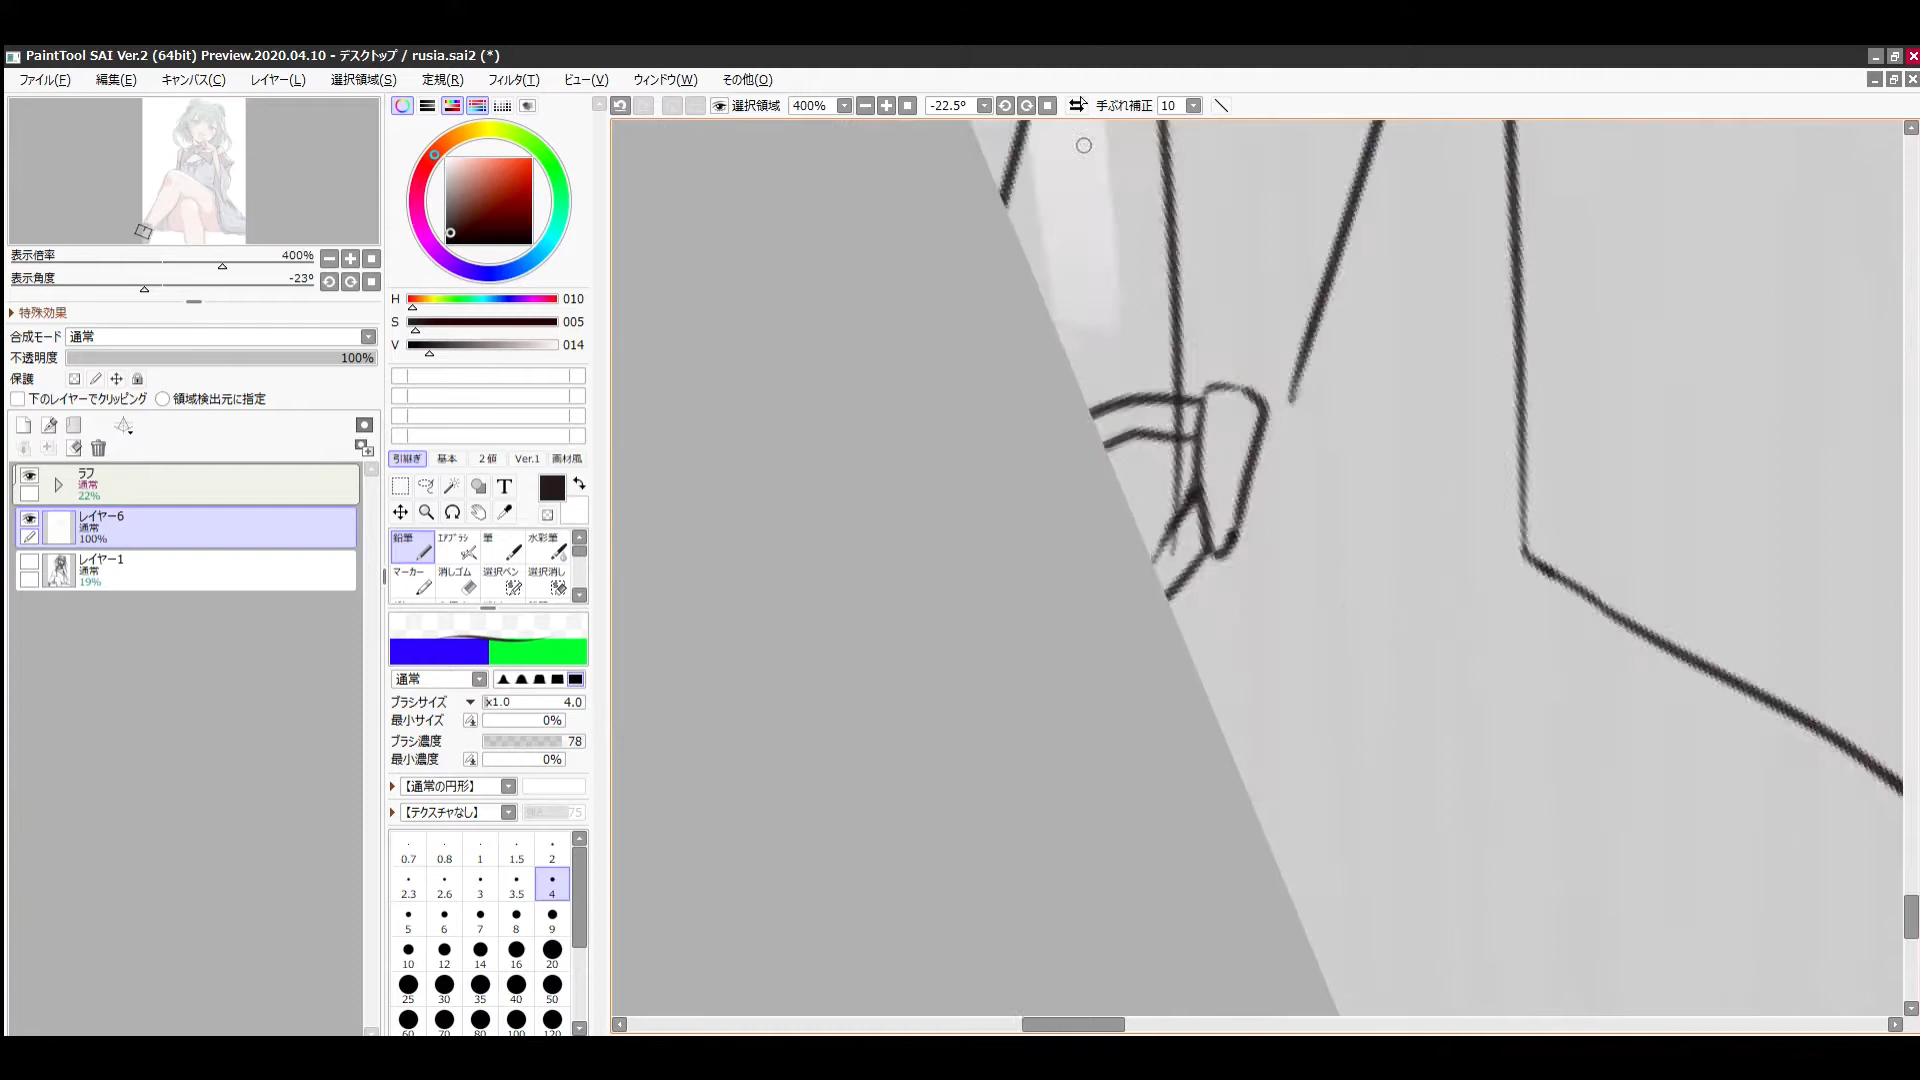 PaintTool SAI Ver.2 (64bit) Preview.2020.04.10 - デスクトップ / rusia.sai2 (*)
ファイル(F) 編集(E) キャンバス(C) レイヤー(L) 選択領域(S) 定規(R) フィルタ(T) ビュー(V) ウィンドウ(W) その他(O)
選択領域 400% -22.5º 手ぶれ補正 10
表示倍率 400%
表示角度 -23º
特殊効果
合成モード 通常
不透明度 100%
保護
下のレイヤーでクリッピング 領域検出元に指定
ラフ
通常
22%
レイヤー6
通常
100%
レイヤー1
通常
19%
H 010
S 005
V 014
引継ぎ 基本 2値 Ver.1 画材風
T
鉛筆 エアブラシ 筆 水彩筆
マーカー 消しゴム 選択ペン 選択消し
通常
ブラシサイズ x1.0 4.0
最小サイズ 0%
ブラシ濃度 78
最小濃度 0%
【通常の円形】
【テクスチャなし】 75
0.7 0.8 1 1.5 2
2.3 2.6 3 3.5 4
5 6 7 8 9
10 12 14 16 20
25 30 35 40 50
60 70 80 100 120